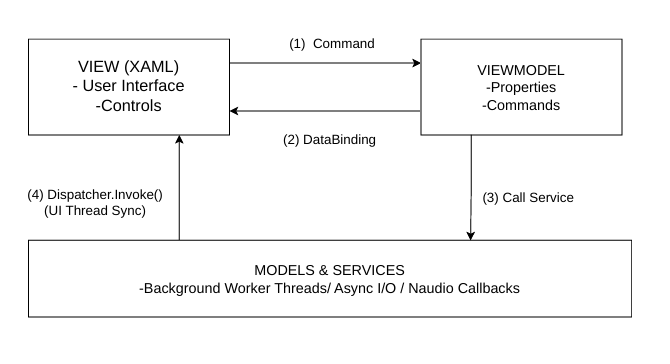 (1) Command
VIEW (XAML)
- User Interface
-Controls
VIEWMODEL
-Properties
-Commands
(2) DataBinding
(4) Dispatcher.Invoke()
(UI Thread Sync)
(3) Call Service
MODELS & SERVICES
-Background Worker Threads/ Async I/O / Naudio Callbacks